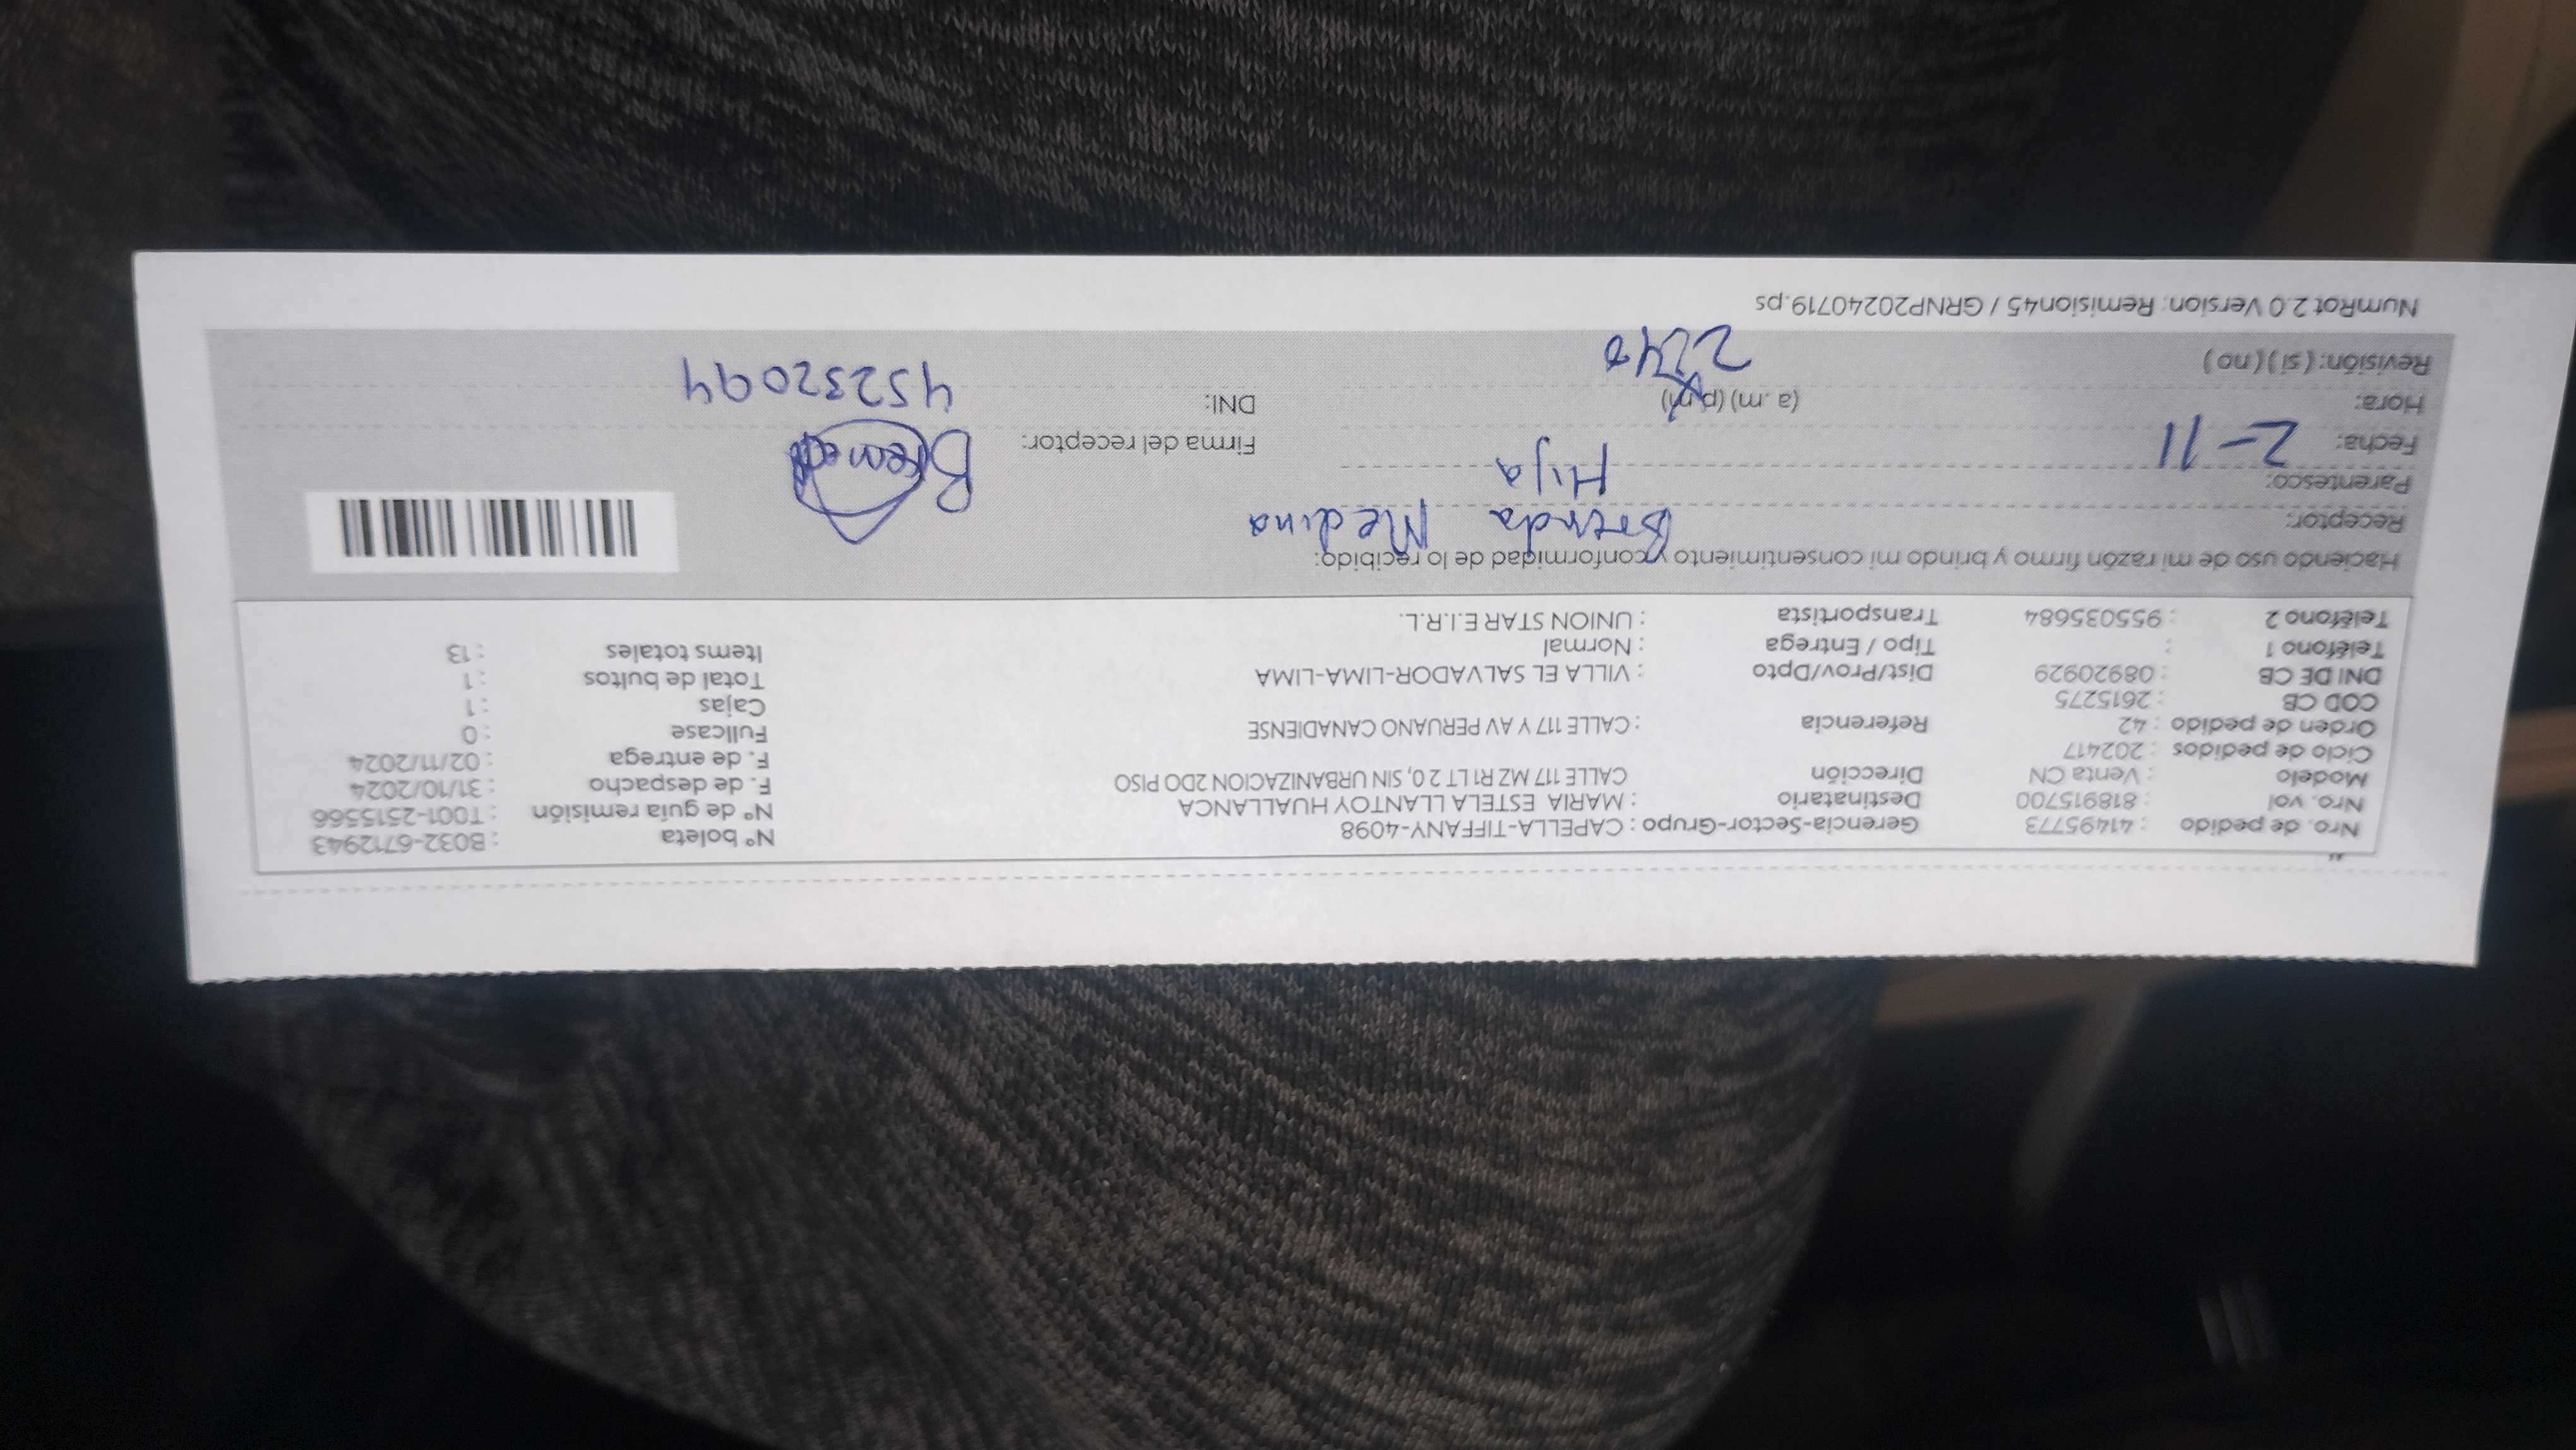 Nro. de pedido : 41495773 Gerencia-Sector-Grupo : CAPELLA-TIFFANY-4098 N° boleta : B032-6712943
Nro. vol : 818915700 Destinatario : MARIA ESTELA LLANTOY HUALLANCA N° de guía remisión : T001-2515566
Modelo : Venta CN Dirección CALLE 117 MZ R1 LT 2 0, SIN URBANIZACION 2DO PISO F. de despacho : 31/10/2024
Ciclo de pedidos : 202417 F. de entrega : 02/11/2024
Orden de pedido : 42 Referencia : CALLE 117 Y AV PERUANO CANADIENSE Fullcase : 0
COD CB : 2615275 Cajas : 1
DNI DE CB : 08920929 Dist/Prov/Dpto : VILLA EL SALVADOR-LIMA-LIMA Total de bultos : 1
Teléfono 1 : Tipo / Entrega : Normal Items totales : 13
Teléfono 2 : 955035684 Transportista : UNION STAR E.I.R.L.
Haciendo uso de mi razón firmo y brindo mi consentimiento y conformidad de lo recibido:
Receptor: Brenda Medina
Parentesco: Hija
Fecha: 2-11 Firma del receptor:
Hora: (a. m) (p. m) DNI: 45232094
Revisión: ( si ) ( no )
NumRot 2.0 Version: Remision45 / GRNP20240719.ps